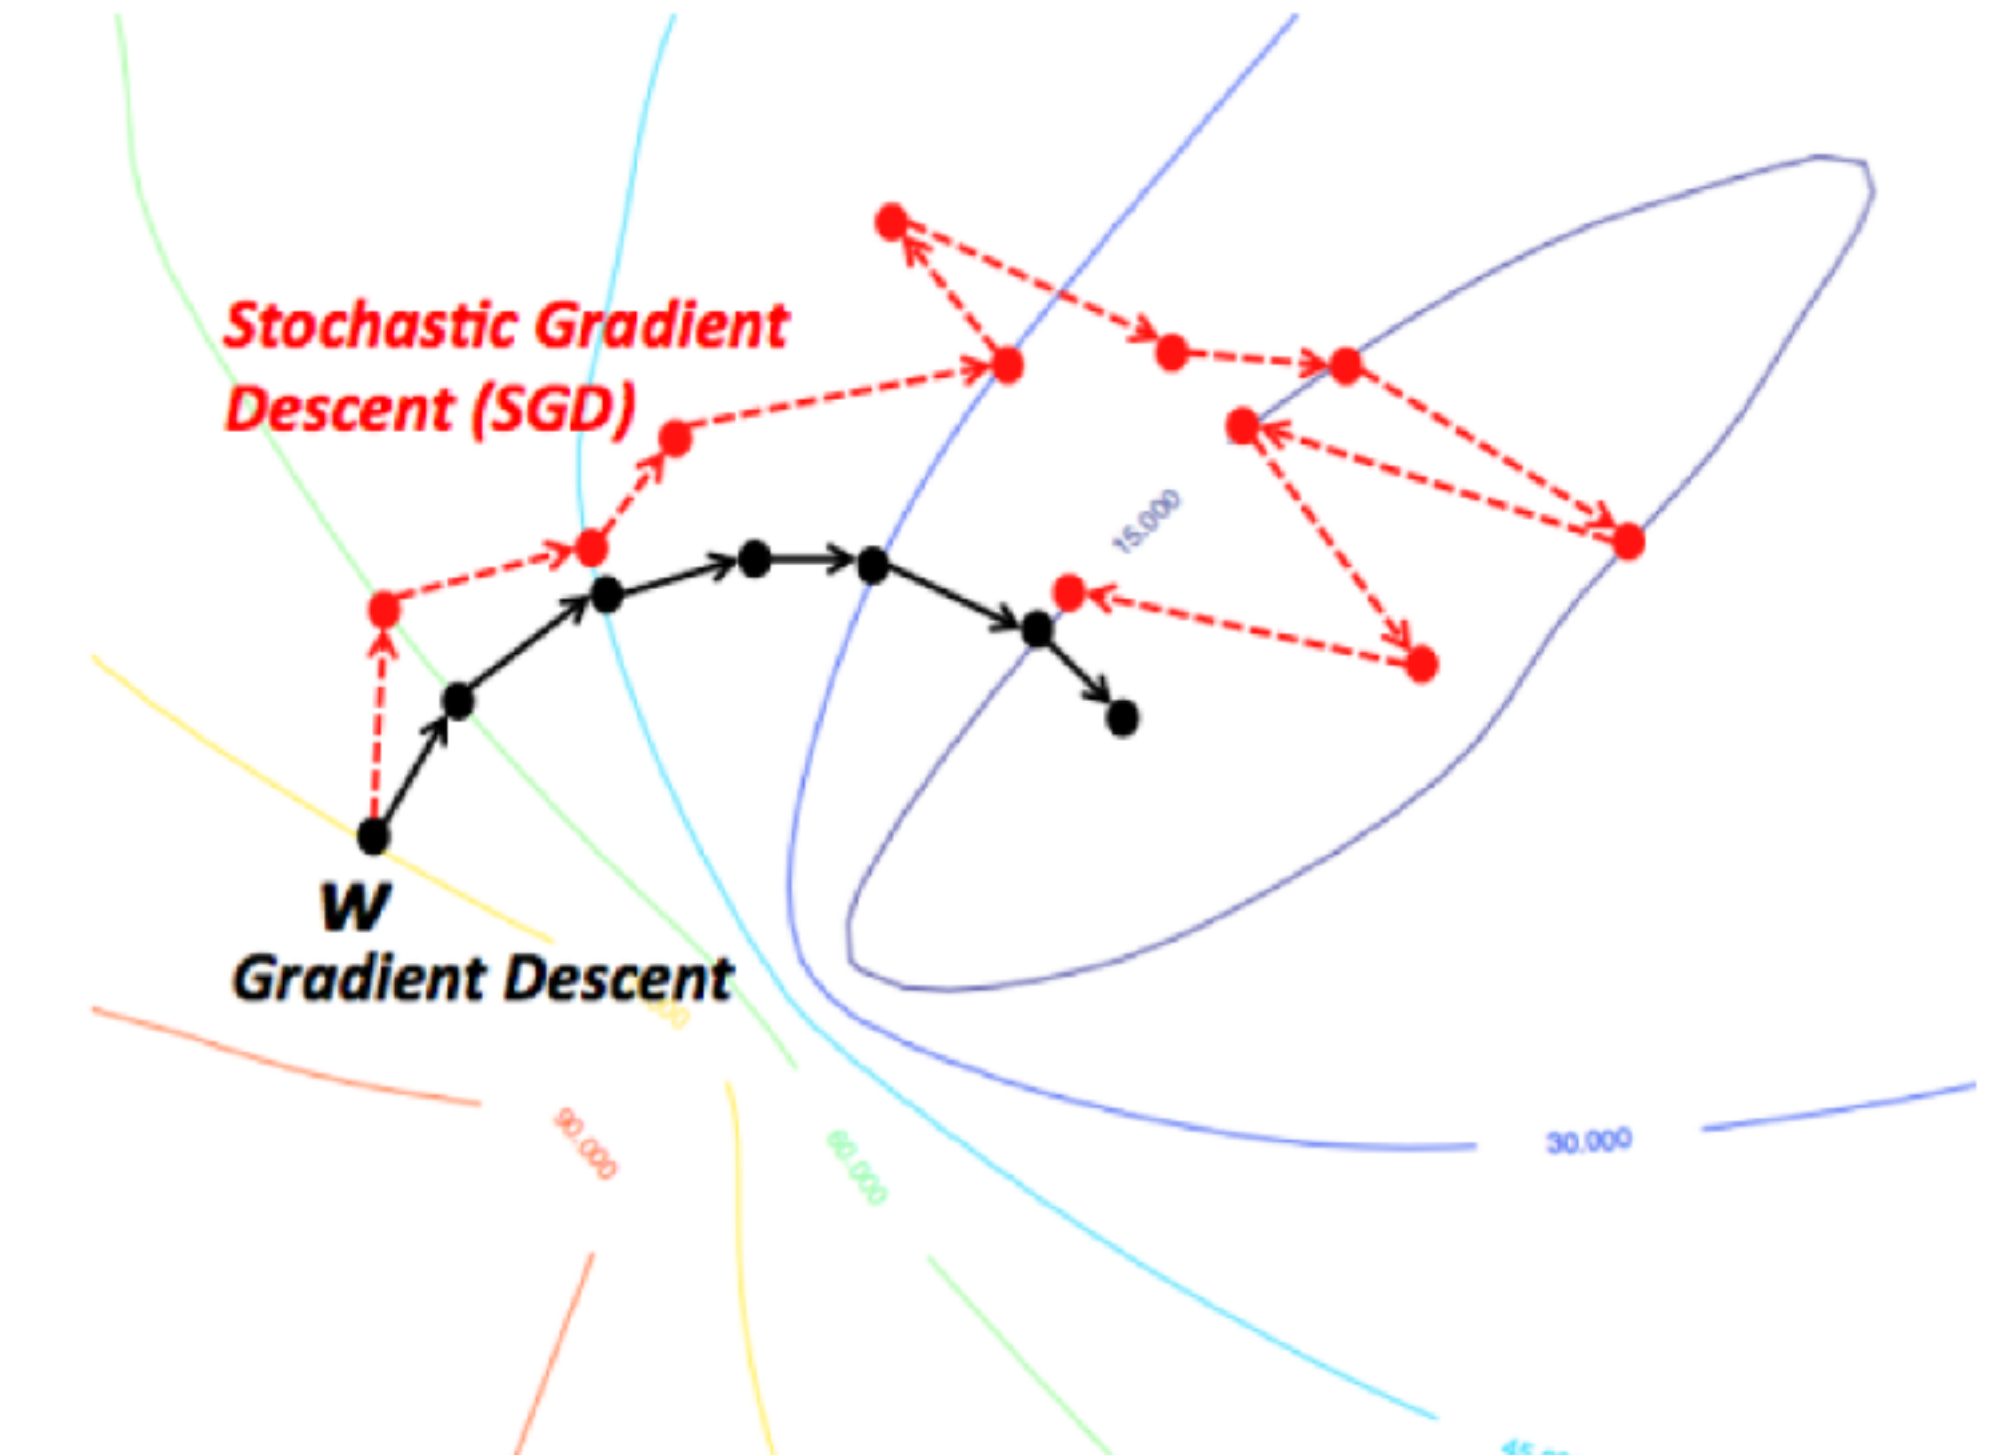 Stochastic Gradient
Descent (SGD)
15.000
W
Gradient Descent
90.000
60.000
30.000